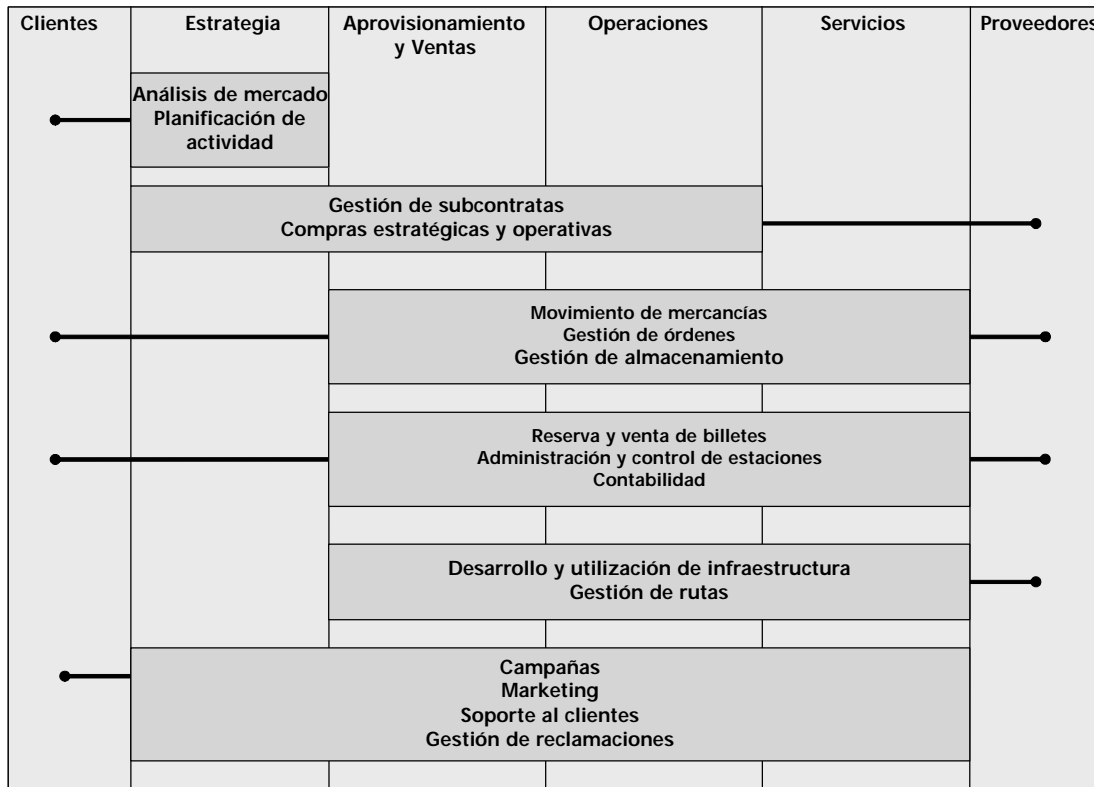 Clientes
Estrategia
Aprovisionamiento
y Ventas
Operaciones
Servicios
Proveedores
Análisis de mercado
Planificación de
actividad
Gestión de subcontratas
Compras estratégicas y operativas
Movimiento de mercancías
Gestión de órdenes
Gestión de almacenamiento
Reserva y venta de billetes
Administración y control de estaciones
Contabilidad
Desarrollo y utilización de infraestructura
Gestión de rutas
Campañas
Marketing
Soporte al clientes
Gestión de reclamaciones